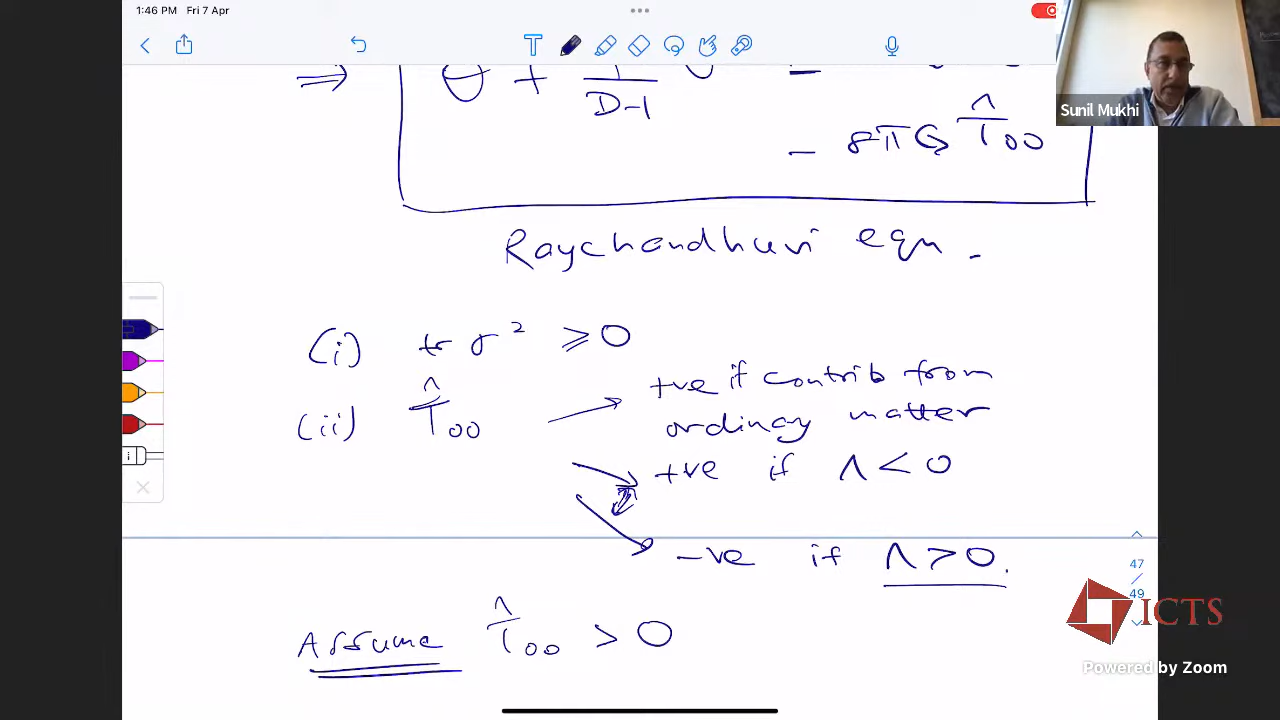 1:46 PM Fri 7 Apr
Sunil Mukhi
⇒ θ + 1/(D-1)
- 8πG T̂₀₀
Raychandhuri eqn.
(i) tr σ² ≥ 0
(ii) T̂₀₀ → +ve if contrib from
ordinary matter
+ve if Λ < 0
-ve if Λ > 0.
47
/
49
Assume T̂₀₀ > 0
ICTS
Powered by Zoom